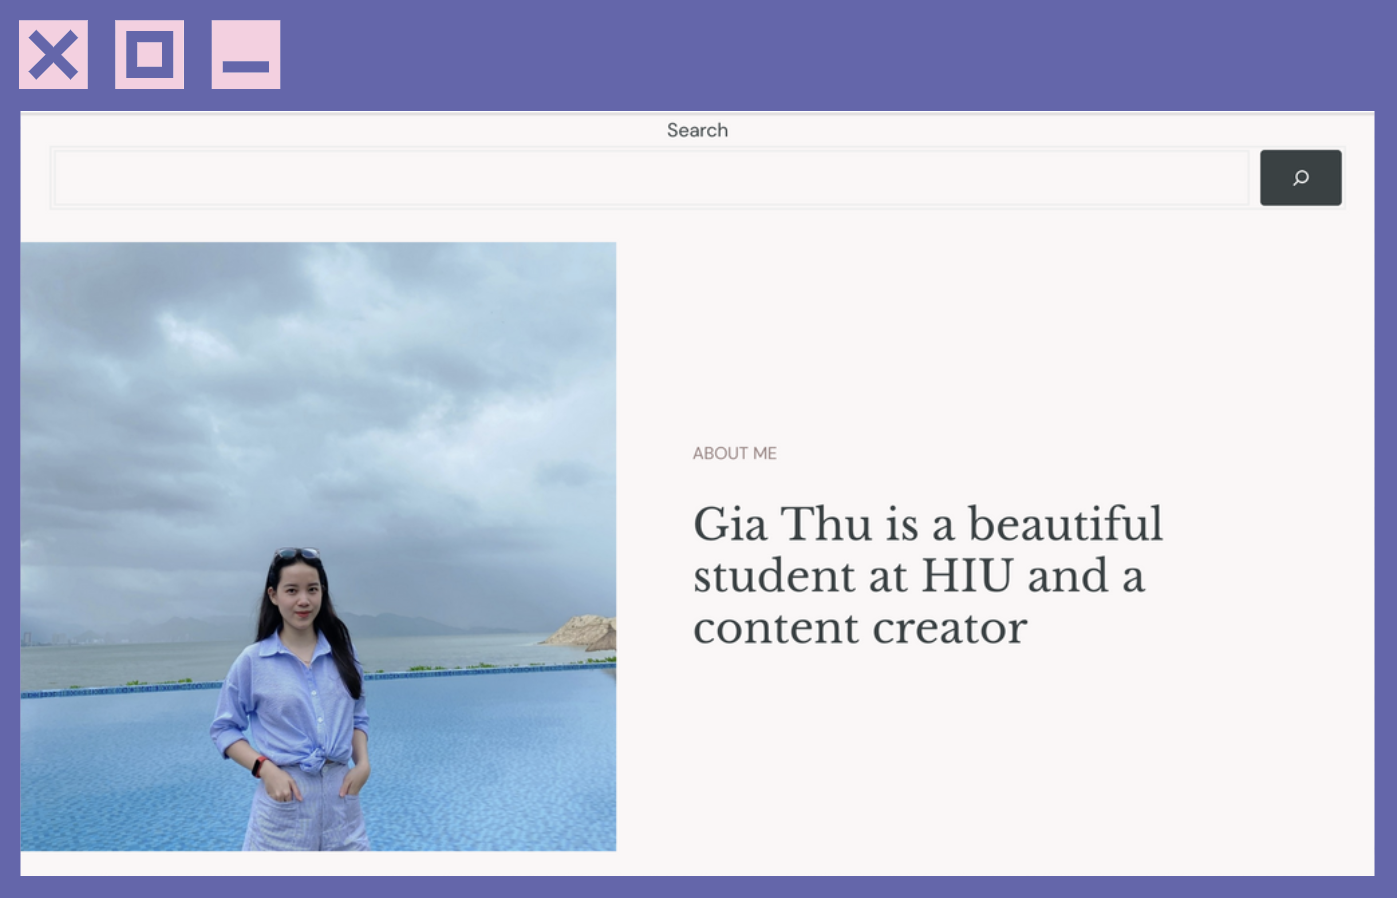 Search
ABOUT ME
Gia Thu is a beautiful
student at HIU and a
content creator